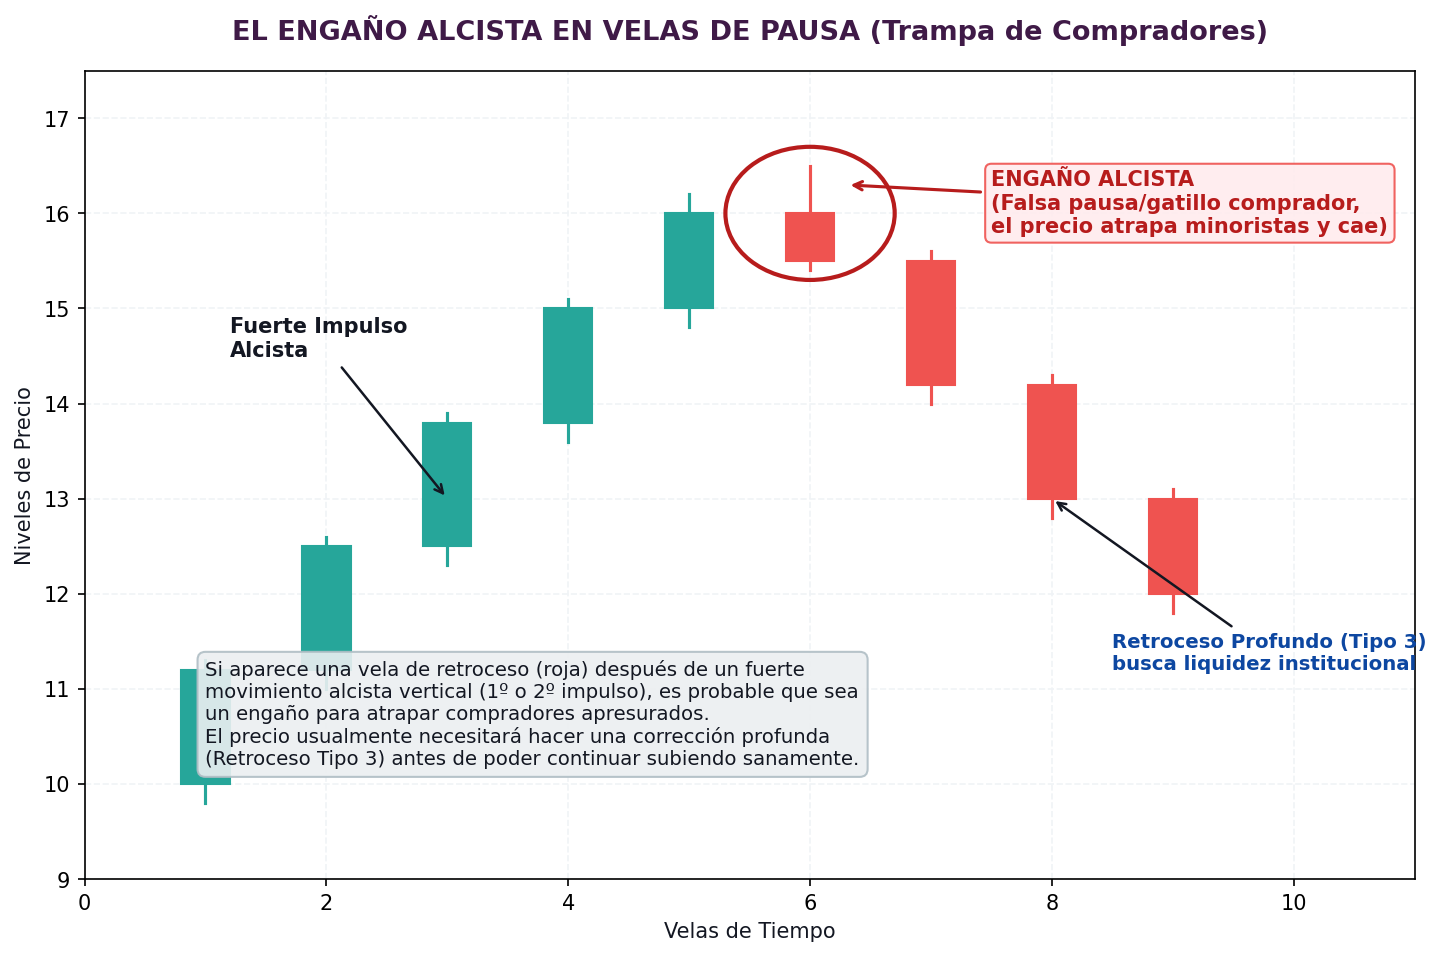 EL ENGAÑO ALCISTA EN VELAS DE PAUSA (Trampa de Compradores)
17
16
15
14
13
12
11
10
9
Niveles de Precio
ENGAÑO ALCISTA
(Falsa pausa/gatillo comprador,
el precio atrapa minoristas y cae)
Fuerte Impulso
Alcista
Retroceso Profundo (Tipo 3)
busca liquidez institucional
Si aparece una vela de retroceso (roja) después de un fuerte
movimiento alcista vertical (1º o 2º impulso), es probable que sea
un engaño para atrapar compradores apresurados.
El precio usualmente necesitará hacer una corrección profunda
(Retroceso Tipo 3) antes de poder continuar subiendo sanamente.
0 2 4 6 8 10
Velas de Tiempo